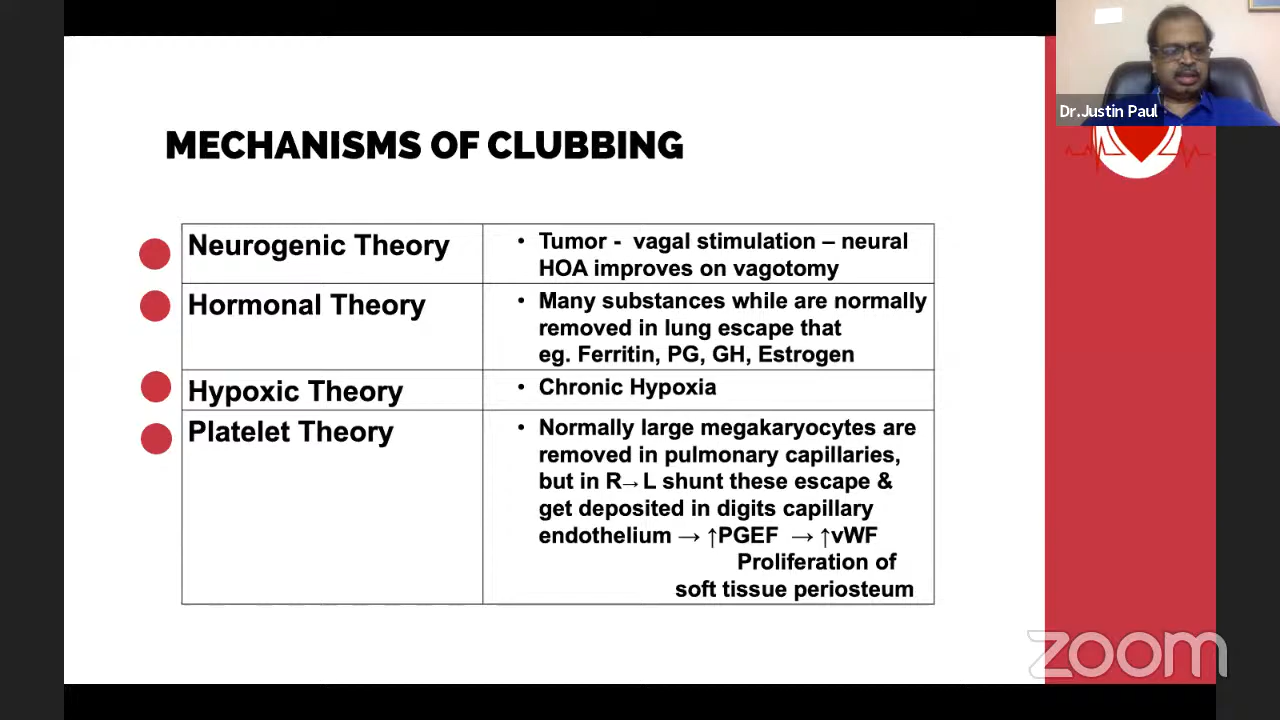 Dr.Justin Paul
MECHANISMS OF CLUBBING
Neurogenic Theory
• Tumor - vagal stimulation – neural
HOA improves on vagotomy
Hormonal Theory
• Many substances while are normally
removed in lung escape that
eg. Ferritin, PG, GH, Estrogen
Hypoxic Theory
• Chronic Hypoxia
Platelet Theory
• Normally large megakaryocytes are
removed in pulmonary capillaries,
but in R→L shunt these escape &
get deposited in digits capillary
endothelium → ↑PGEF → ↑vWF
Proliferation of
soft tissue periosteum
zoom